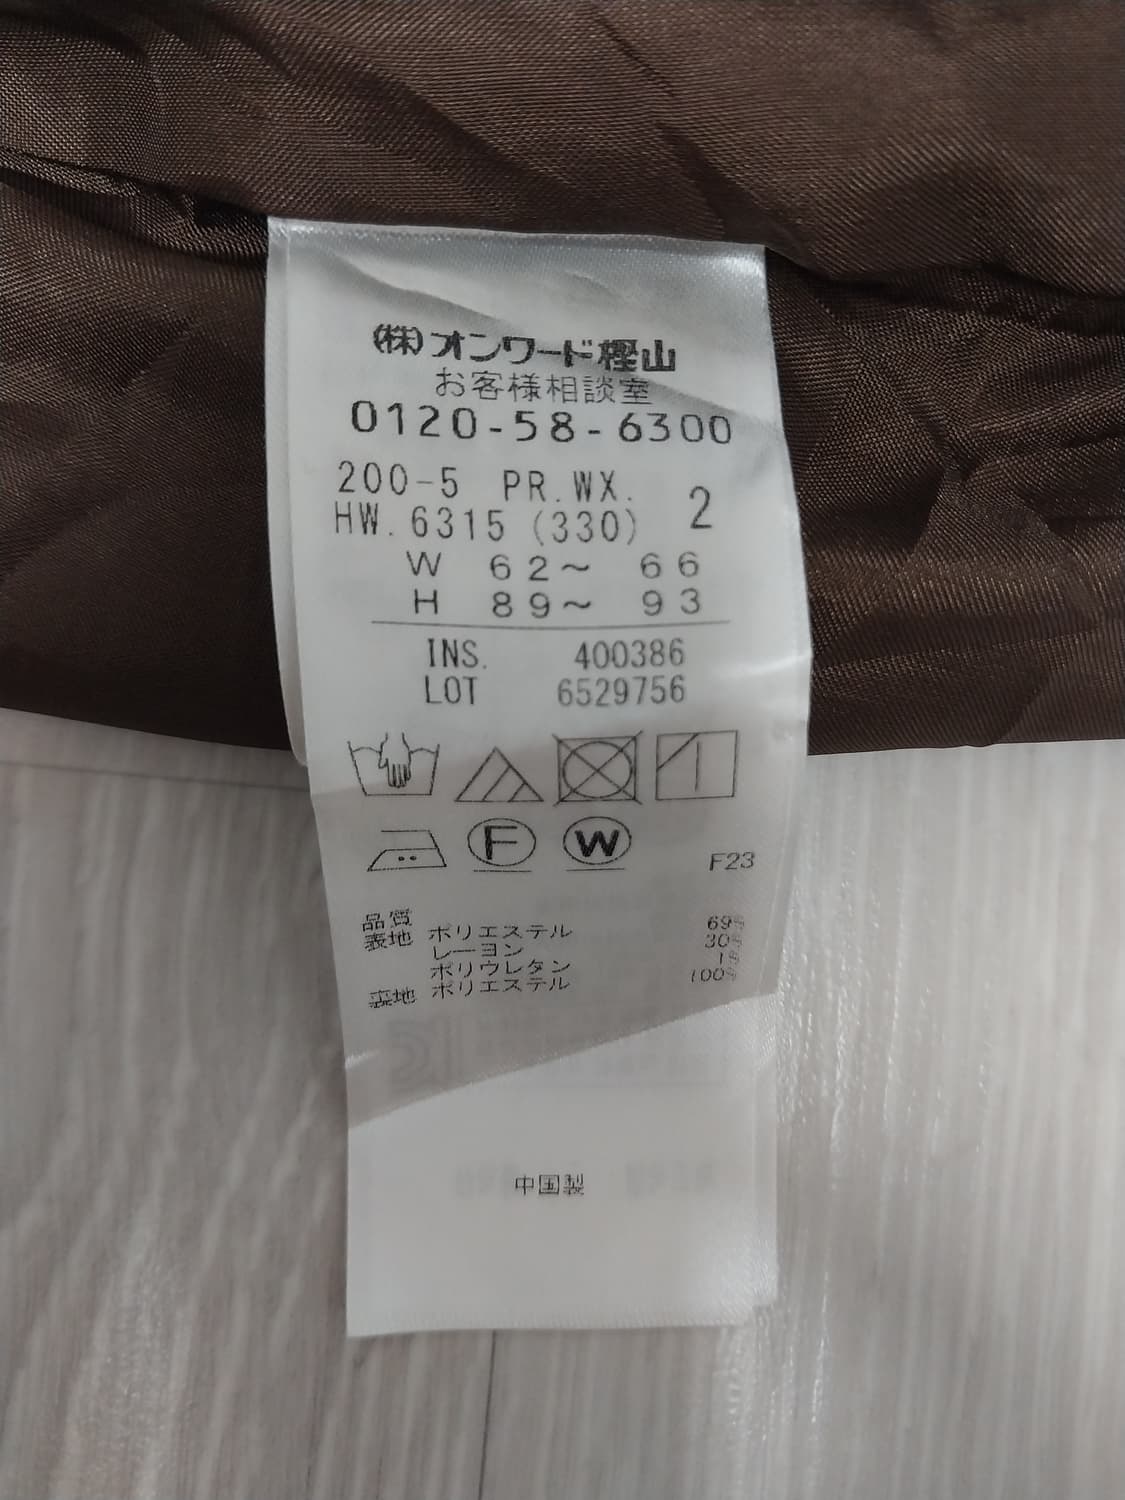 (株)オンワード樫山
お客様相談室
0120-58-6300
200-5 PR.WX. 2
HW.6315(330)
W 62～ 66
H 89～ 93
INS. 400386
LOT 6529756
F
W
F23
品質
表地 ポリエステル 69%
レーヨン 30%
ポリウレタン 1%
裏地 ポリエステル 100%
中国製